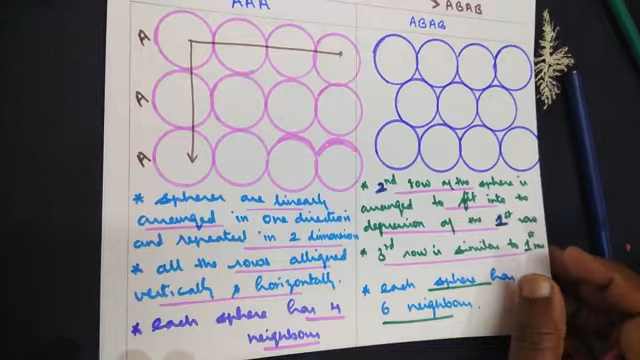 AAA
A
A
A
* Spheres are linearly
arranged in one direction
and repeated in 2 dimension
* all the rows alligned
vertically & horizontally.
* each sphere has 4
neighbours
> ABAB
ABAB
* 2nd row of the sphere is
arranged to fit into the
depression of the 1st row
* 3rd row is similar to 1st row
* each sphere has
6 neighbours.